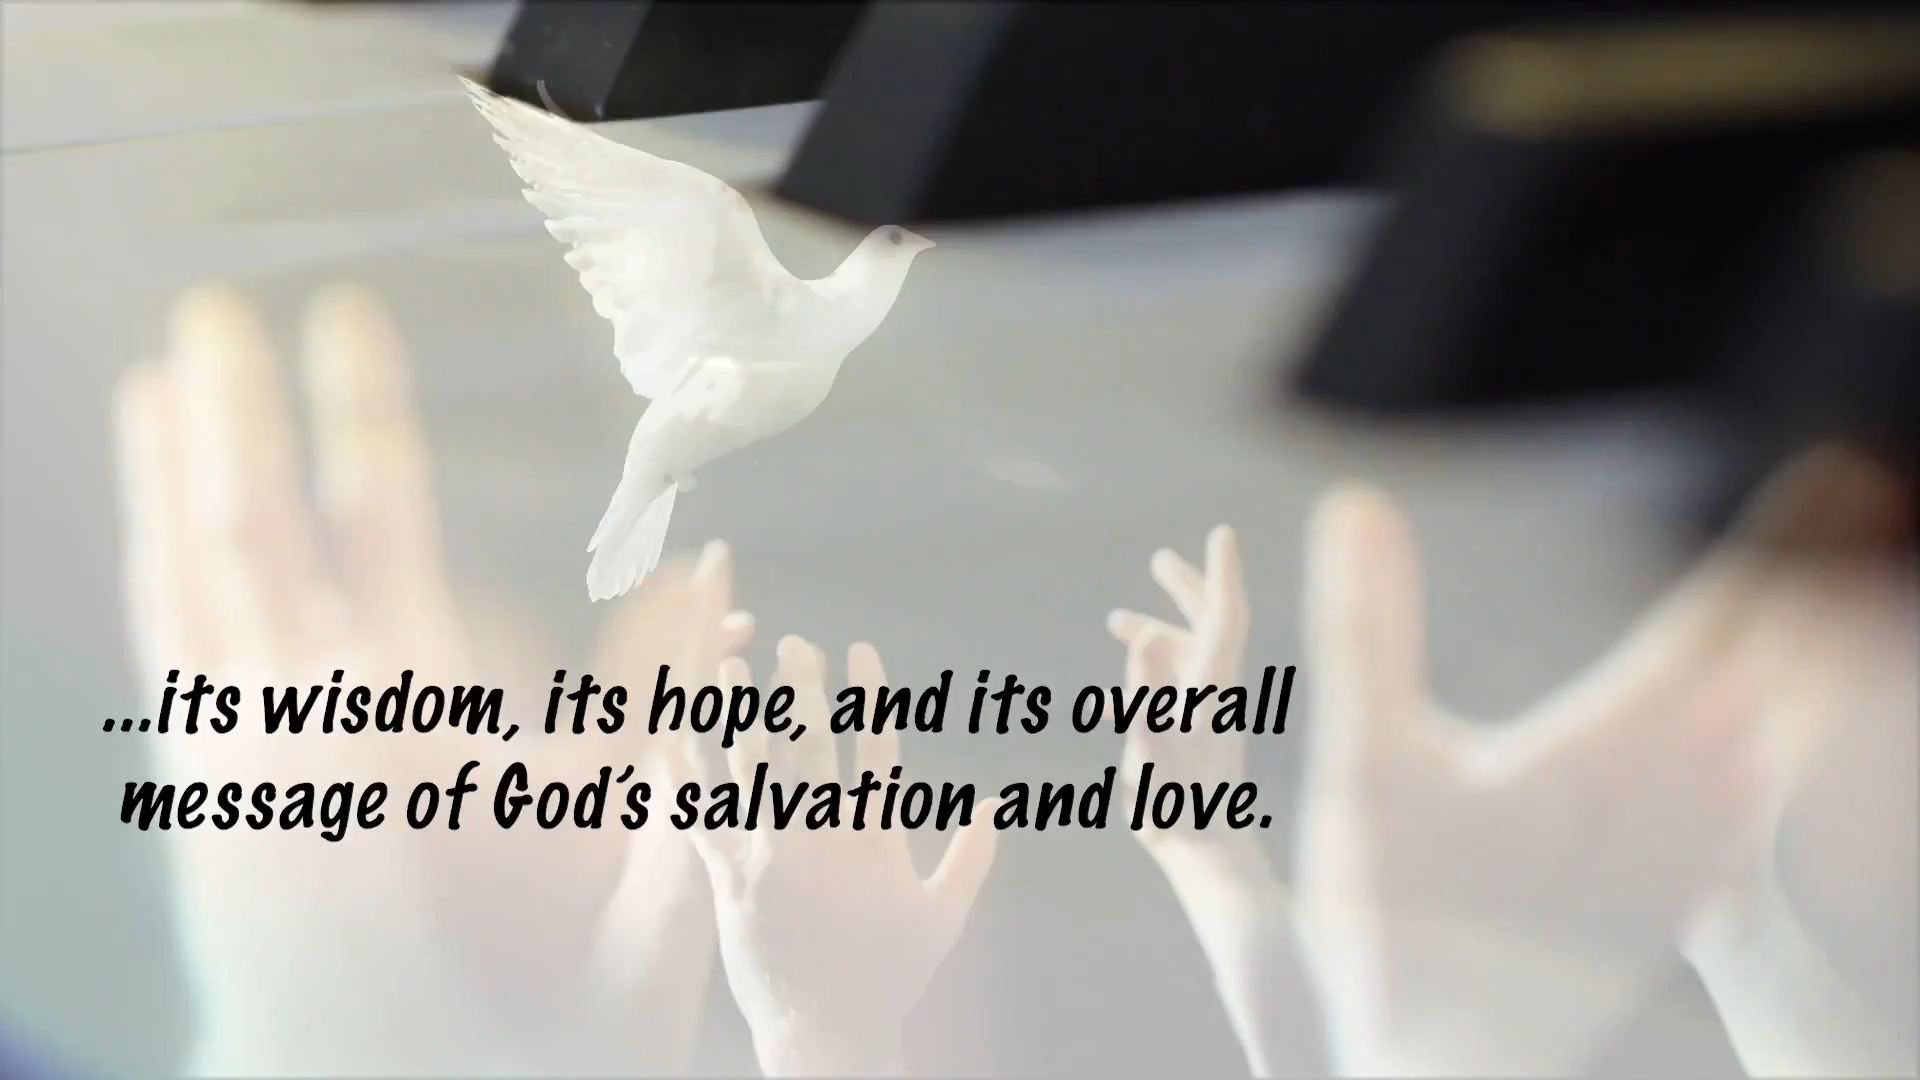 ...its wisdom, its hope, and its overall
message of God's salvation and love.